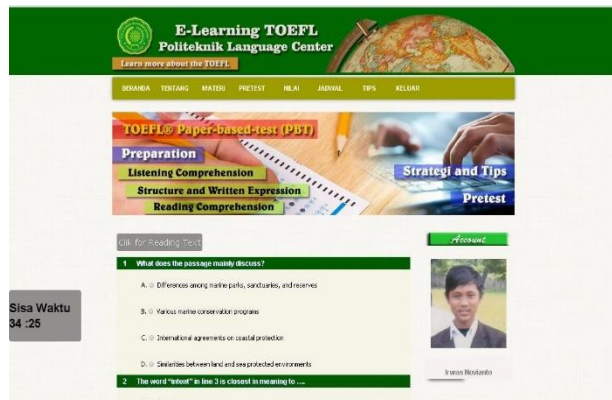 E-Learning TOEFL
Politeknik Language Center
Learn more about the TOEFL
BERANDA TENTANG MATERI PRETEST NILAI JADWAL TIPS KELUAR
TOEFL® Paper-based-test (PBT)
Preparation
Listening Comprehension
Structure and Written Expression
Reading Comprehension
Strategi and Tips
Pretest
Clik for Reading Text
Account
1 What does the passage mainly discuss?
A. Differences among marine parks, sanctuaries, and reserves
B. Various marine conservation programs
C. International agreements on coastal protection
D. Similarities between land and sea protected environments
Sisa Waktu
34 :25
Irwan Novianto
2 The word "intent" in line 3 is closest in meaning to ....